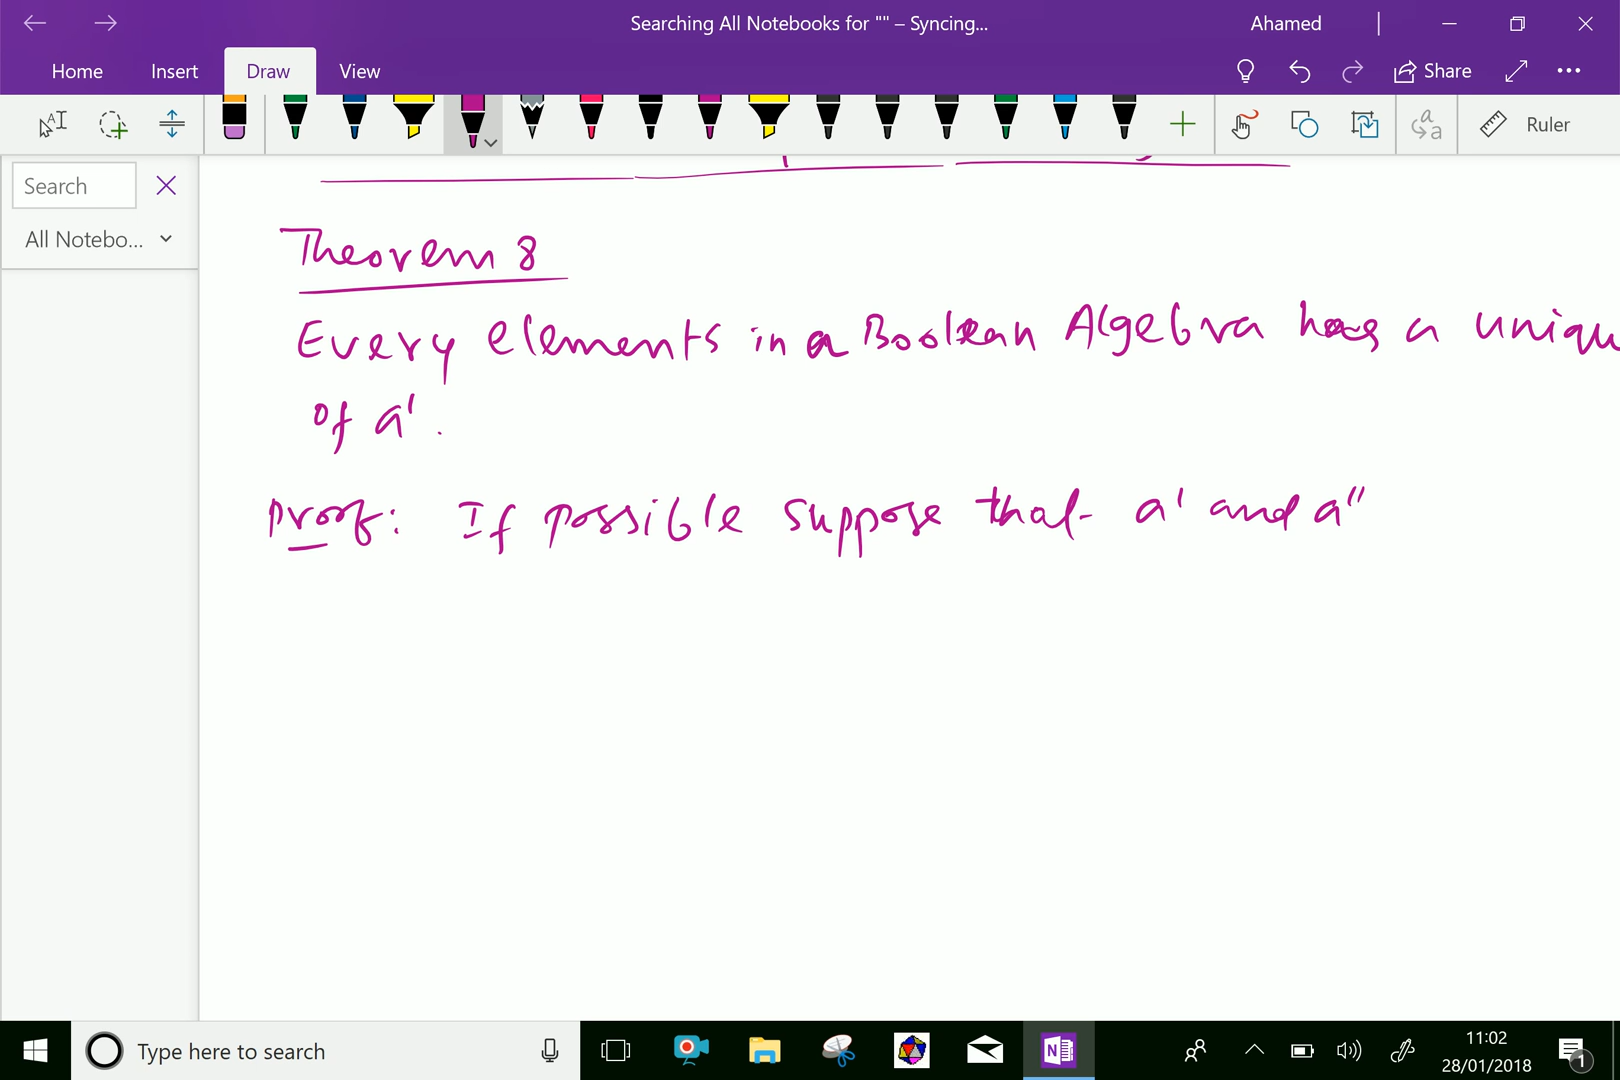 Searching All Notebooks for "" – Syncing...
Ahamed
Home Insert Draw View
Share
Ruler
Search
All Notebo...
Theorem 8
Every elements in a Boolean Algebra has a uniqu
of a'.
Proof: If possible suppose that a' and a"
Type here to search
11:02
28/01/2018
1